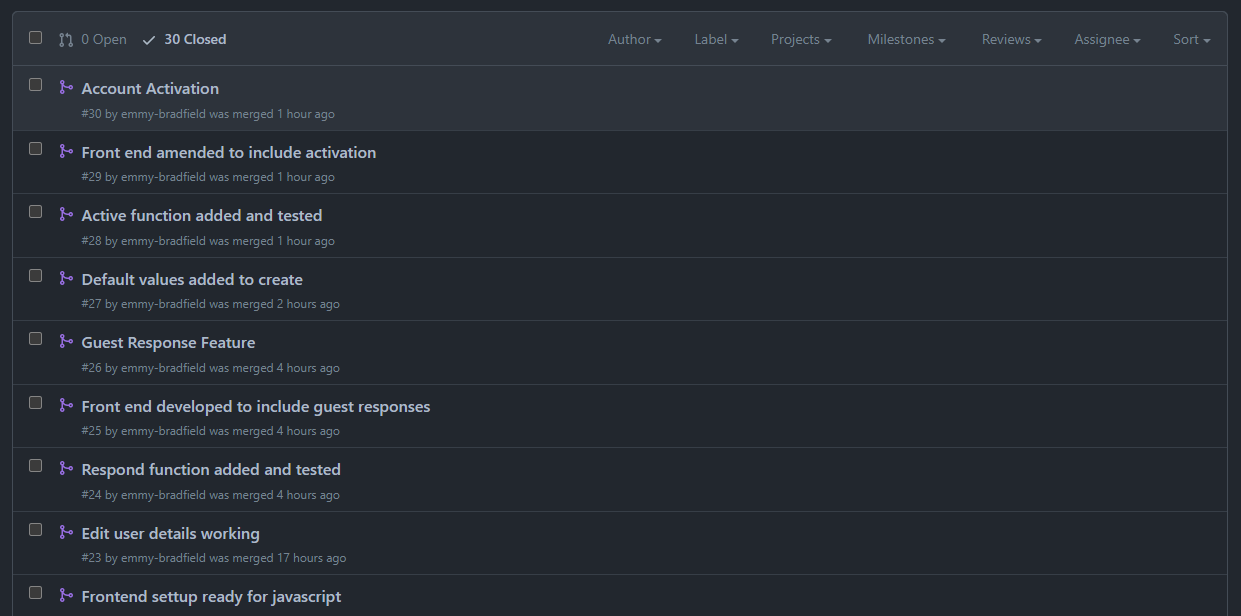 0 Open 30 Closed Author Label Projects Milestones Reviews Assignee Sort
Account Activation
#30 by emmy-bradfield was merged 1 hour ago
Front end amended to include activation
#29 by emmy-bradfield was merged 1 hour ago
Active function added and tested
#28 by emmy-bradfield was merged 1 hour ago
Default values added to create
#27 by emmy-bradfield was merged 2 hours ago
Guest Response Feature
#26 by emmy-bradfield was merged 4 hours ago
Front end developed to include guest responses
#25 by emmy-bradfield was merged 4 hours ago
Respond function added and tested
#24 by emmy-bradfield was merged 4 hours ago
Edit user details working
#23 by emmy-bradfield was merged 17 hours ago
Frontend settup ready for javascript